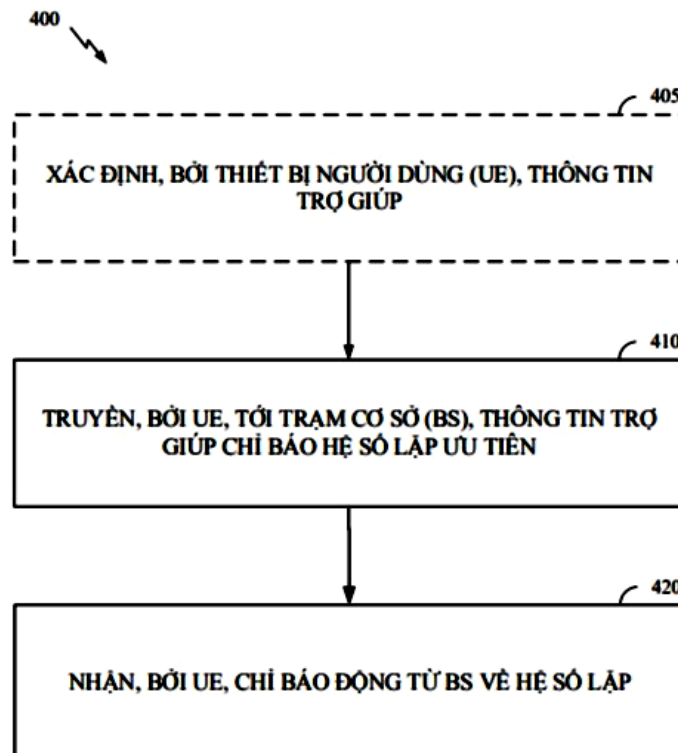 400
405
XÁC ĐỊNH, BỞI THIẾT BỊ NGƯỜI DÙNG (UE), THÔNG TIN
TRỢ GIÚP
410
TRUYỀN, BỞI UE, TỚI TRẠM CƠ SỞ (BS), THÔNG TIN TRỢ
GIÚP CHỈ BÁO HỆ SỐ LẶP ƯU TIÊN
420
NHẬN, BỞI UE, CHỈ BÁO ĐỘNG TỪ BS VỀ HỆ SỐ LẶP